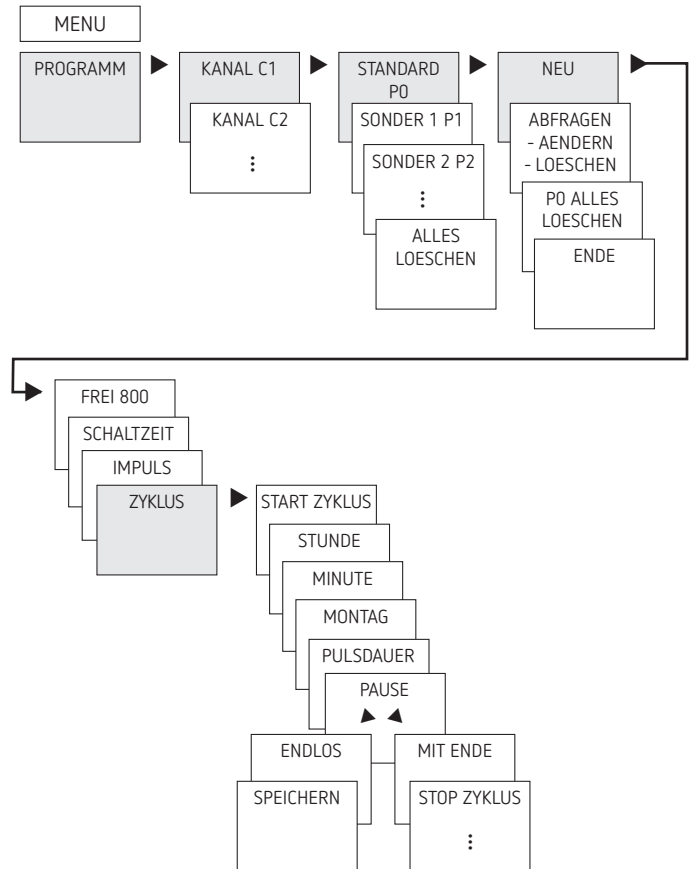 MENU
PROGRAMM
KANAL C1
KANAL C2
STANDARD
P0
SONDER 1 P1
SONDER 2 P2
ALLES
LOESCHEN
NEU
ABFRAGEN
- AENDERN
- LOESCHEN
P0 ALLES
LOESCHEN
ENDE
FREI 800
SCHALTZEIT
IMPULS
ZYKLUS
START ZYKLUS
STUNDE
MINUTE
MONTAG
PULSDAUER
PAUSE
ENDLOS
SPEICHERN
MIT ENDE
STOP ZYKLUS